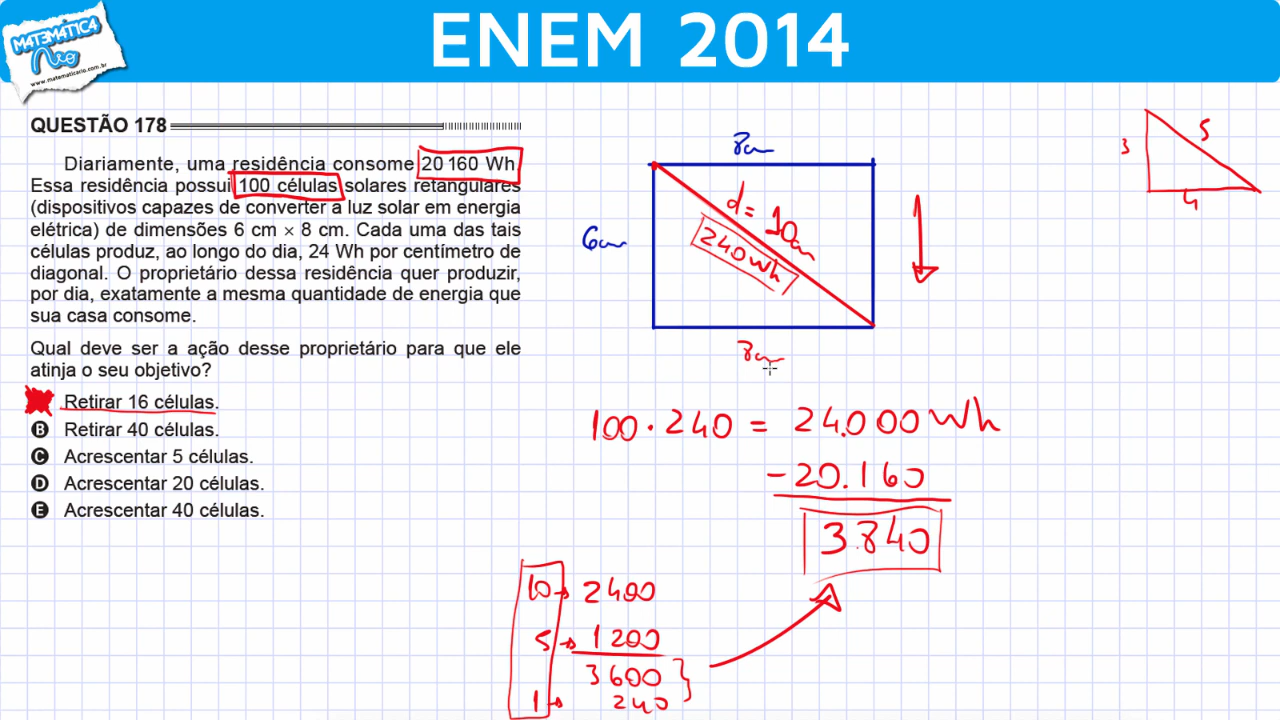 MATEMÁTICA
RIO
www.matematicario.com.br
ENEM 2014
QUESTÃO 178
Diariamente, uma residência consome 20 160 Wh.
Essa residência possui 100 células solares retangulares
(dispositivos capazes de converter a luz solar em energia
elétrica) de dimensões 6 cm × 8 cm. Cada uma das tais
células produz, ao longo do dia, 24 Wh por centímetro de
diagonal. O proprietário dessa residência quer produzir,
por dia, exatamente a mesma quantidade de energia que
sua casa consome.
Qual deve ser a ação desse proprietário para que ele
atinja o seu objetivo?
Retirar 16 células.
B Retirar 40 células.
C Acrescentar 5 células.
D Acrescentar 20 células.
E Acrescentar 40 células.
8cm
6cm
d = 10cm
240wh
8cm
3
5
4
100 · 240 = 24.000 Wh
-20.160
3.840
10 → 2400
5 → 1200
3600
1 → 240